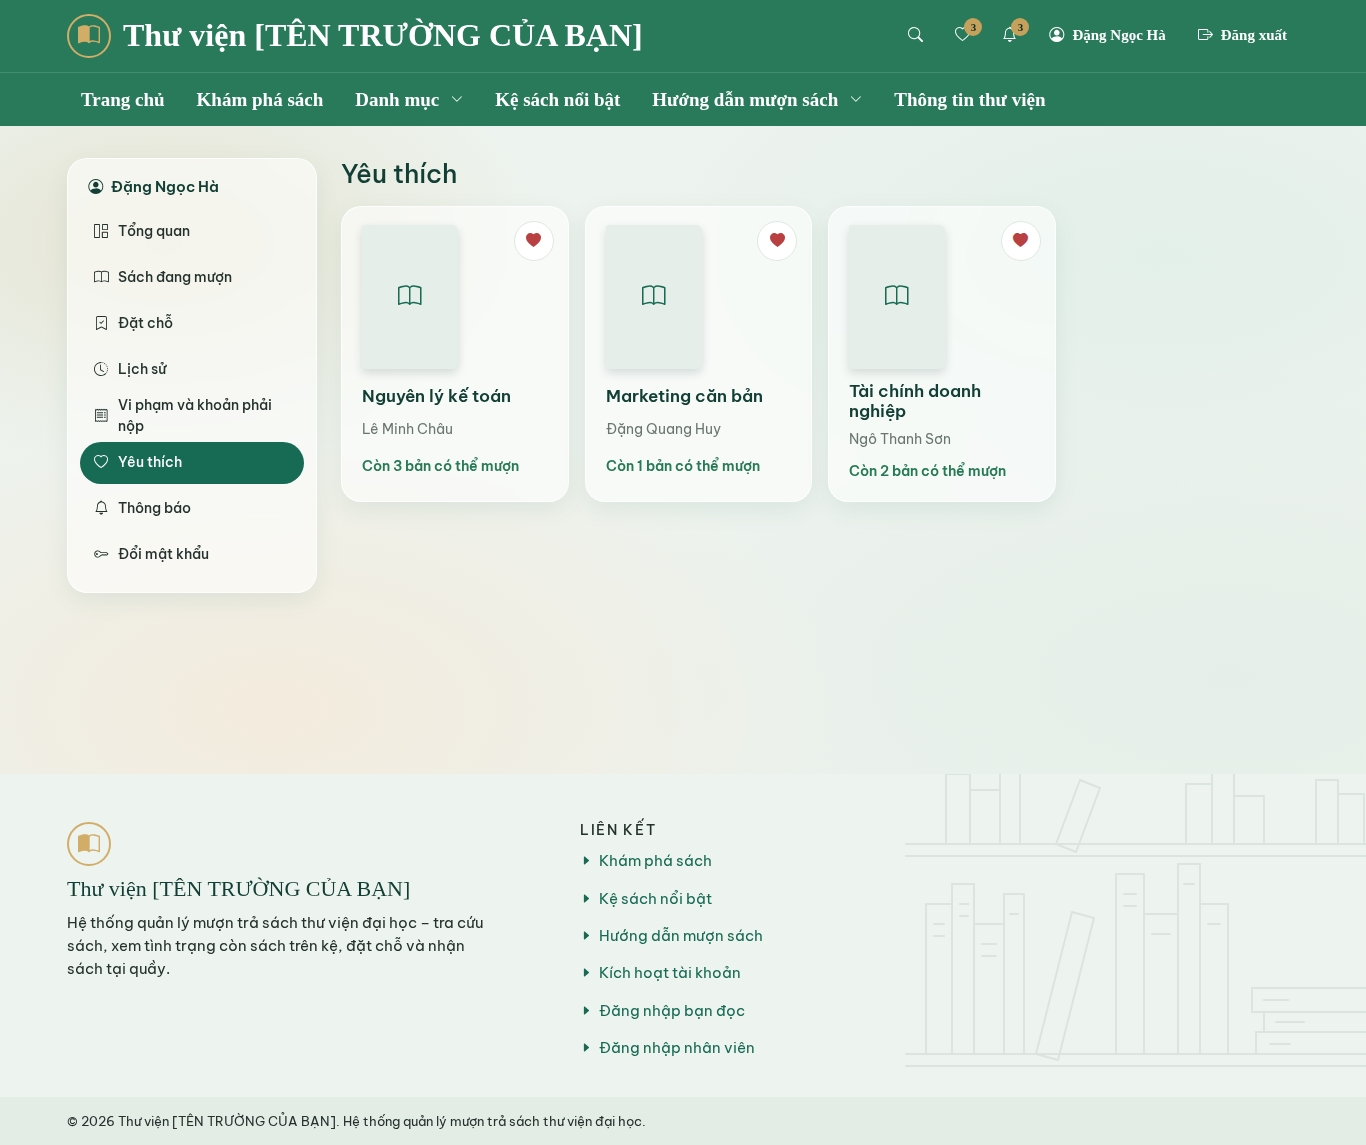 Thư viện [TÊN TRƯỜNG CỦA BẠN]
3
3
Đặng Ngọc Hà
Đăng xuất
Trang chủ
Khám phá sách
Danh mục
Kệ sách nổi bật
Hướng dẫn mượn sách
Thông tin thư viện
Đặng Ngọc Hà
Tổng quan
Sách đang mượn
Đặt chỗ
Lịch sử
Vi phạm và khoản phải
nộp
Yêu thích
Thông báo
Đổi mật khẩu
Yêu thích
Nguyên lý kế toán
Lê Minh Châu
Còn 3 bản có thể mượn
Marketing căn bản
Đặng Quang Huy
Còn 1 bản có thể mượn
Tài chính doanh
nghiệp
Ngô Thanh Sơn
Còn 2 bản có thể mượn
Thư viện [TÊN TRƯỜNG CỦA BẠN]
Hệ thống quản lý mượn trả sách thư viện đại học – tra cứu
sách, xem tình trạng còn sách trên kệ, đặt chỗ và nhận
sách tại quầy.
LIÊN KẾT
Khám phá sách
Kệ sách nổi bật
Hướng dẫn mượn sách
Kích hoạt tài khoản
Đăng nhập bạn đọc
Đăng nhập nhân viên
© 2026 Thư viện [TÊN TRƯỜNG CỦA BẠN]. Hệ thống quản lý mượn trả sách thư viện đại học.